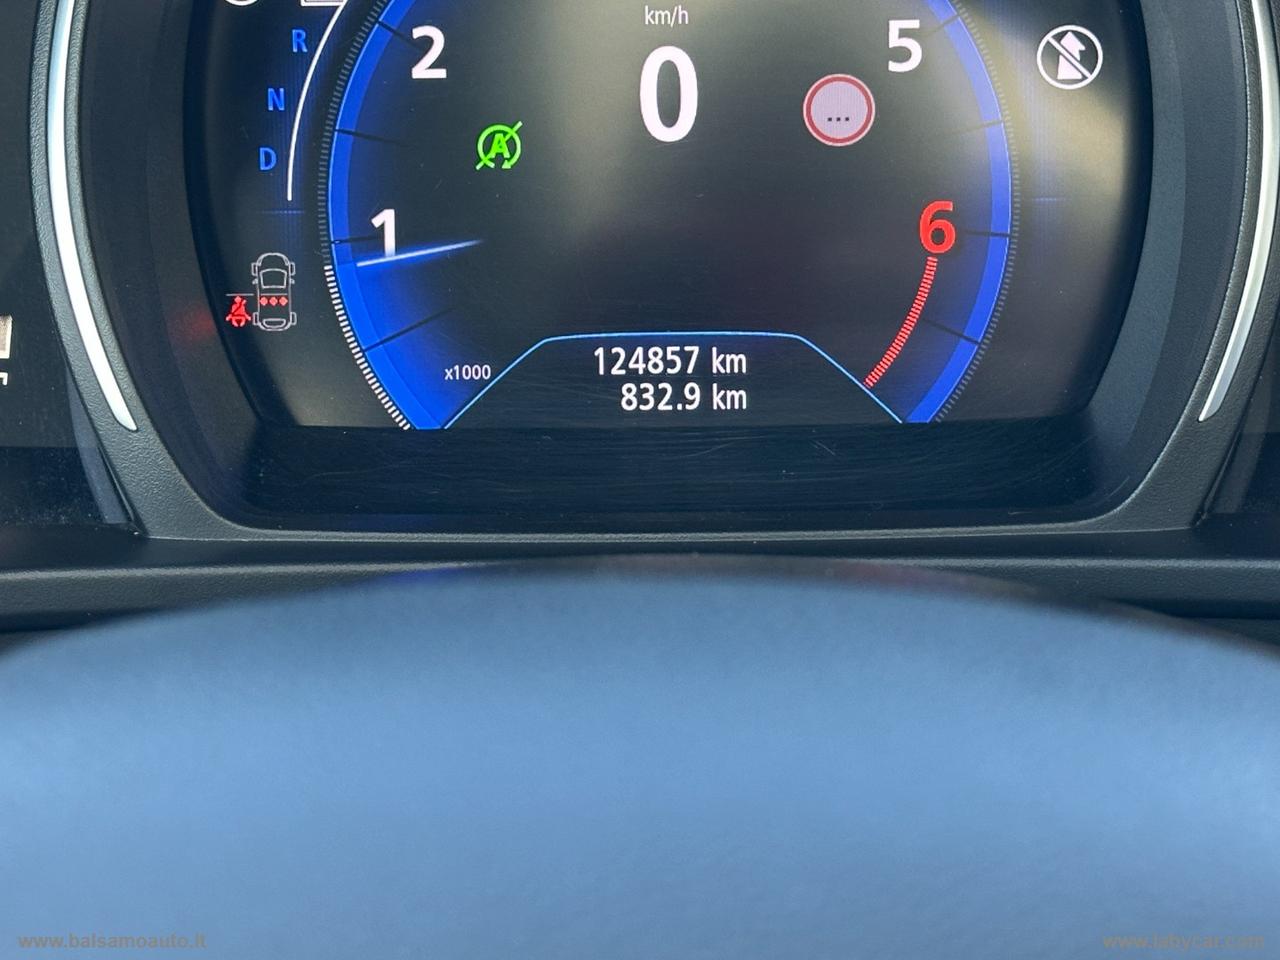 km/h
0
R
N
D
2
5
A
...
1
6
x1000
124857 km
832.9 km
www.balsamoauto.it
www.labycar.com